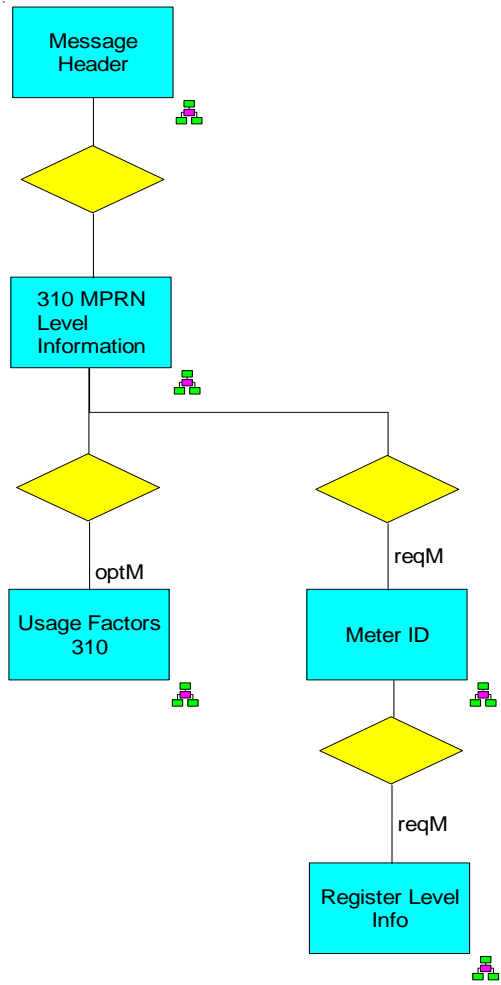 Message
Header
310 MPRN
Level
Information
optM
reqM
Usage Factors
310
Meter ID
reqM
Register Level
Info